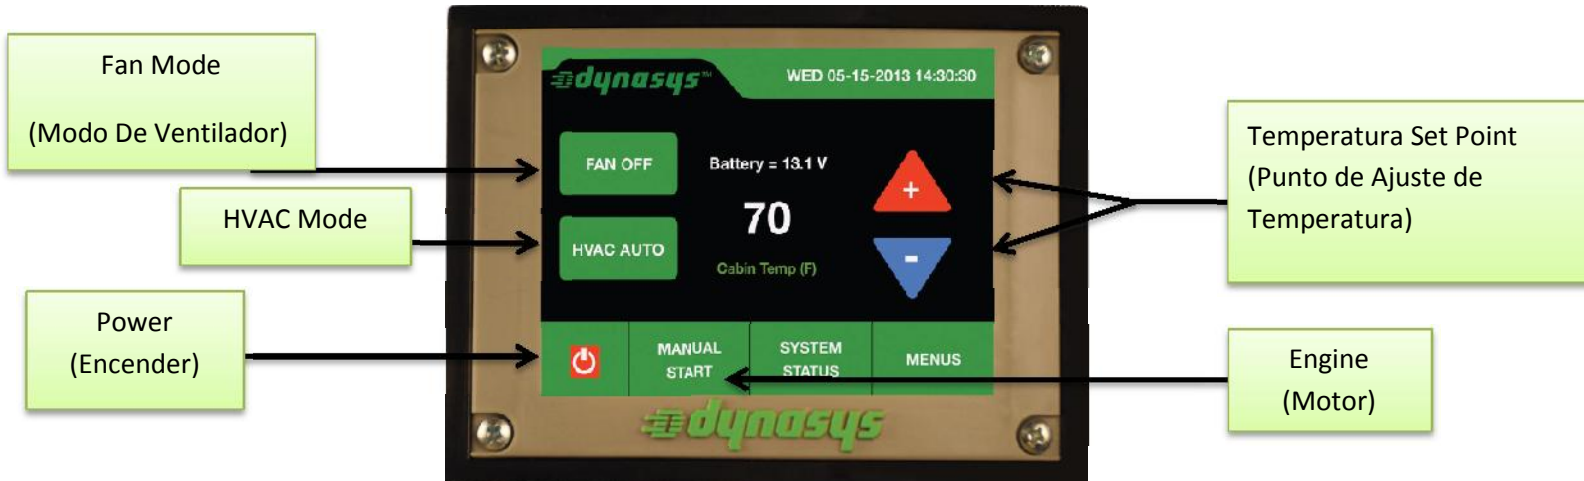 Fan Mode
(Modo De Ventilador)
HVAC Mode
Power
(Encender)
dynasys™
WED 05-15-2013 14:30:30
FAN OFF
Battery = 13.1 V
+
70
HVAC AUTO
-
Cabin Temp (F)
MANUAL
START
SYSTEM
STATUS
MENUS
dynasys
Temperatura Set Point
(Punto de Ajuste de
Temperatura)
Engine
(Motor)